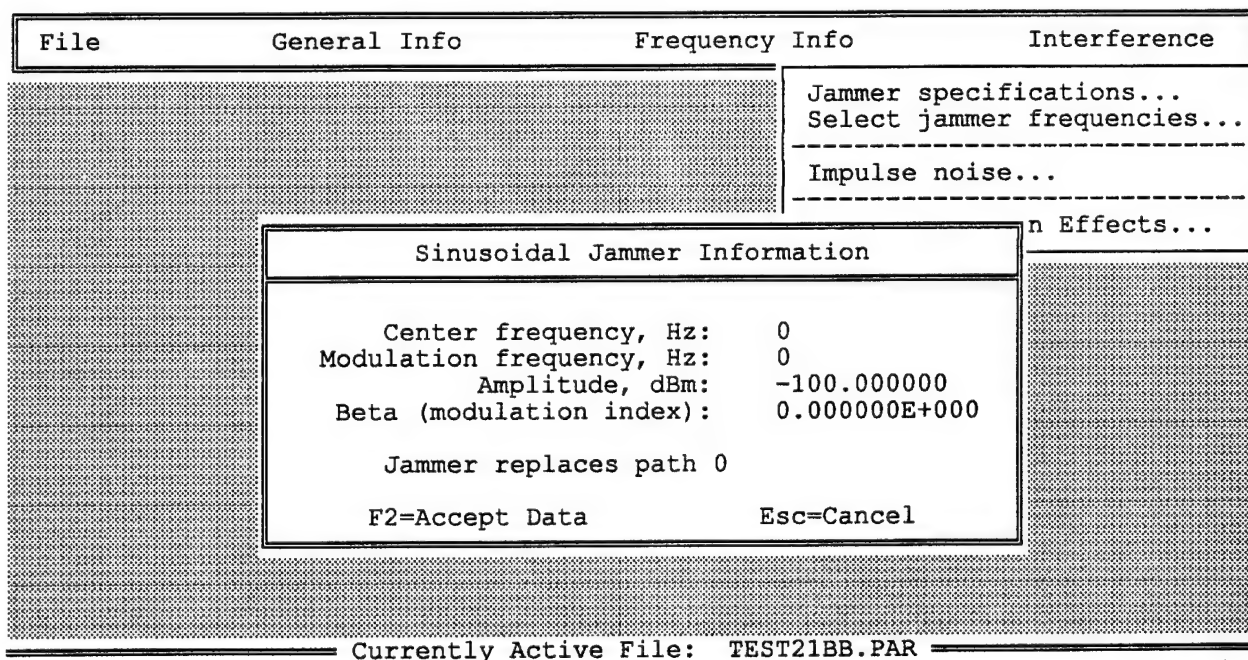 File General Info Frequency Info Interference
Jammer specifications...
Select jammer frequencies...
Impulse noise...
Effects...
Sinusoidal Jammer Information
Center frequency, Hz: 0
Modulation frequency, Hz: 0
Amplitude, dBm: -100.000000
Beta (modulation index): 0.000000E+000
Jammer replaces path 0
F2=Accept Data Esc=Cancel
Currently Active File: TEST21BB.PAR